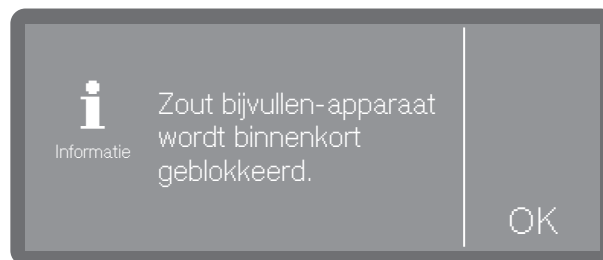 i
Informatie
Zout bijvullen-apparaat
wordt binnenkort
geblokkeerd.
OK